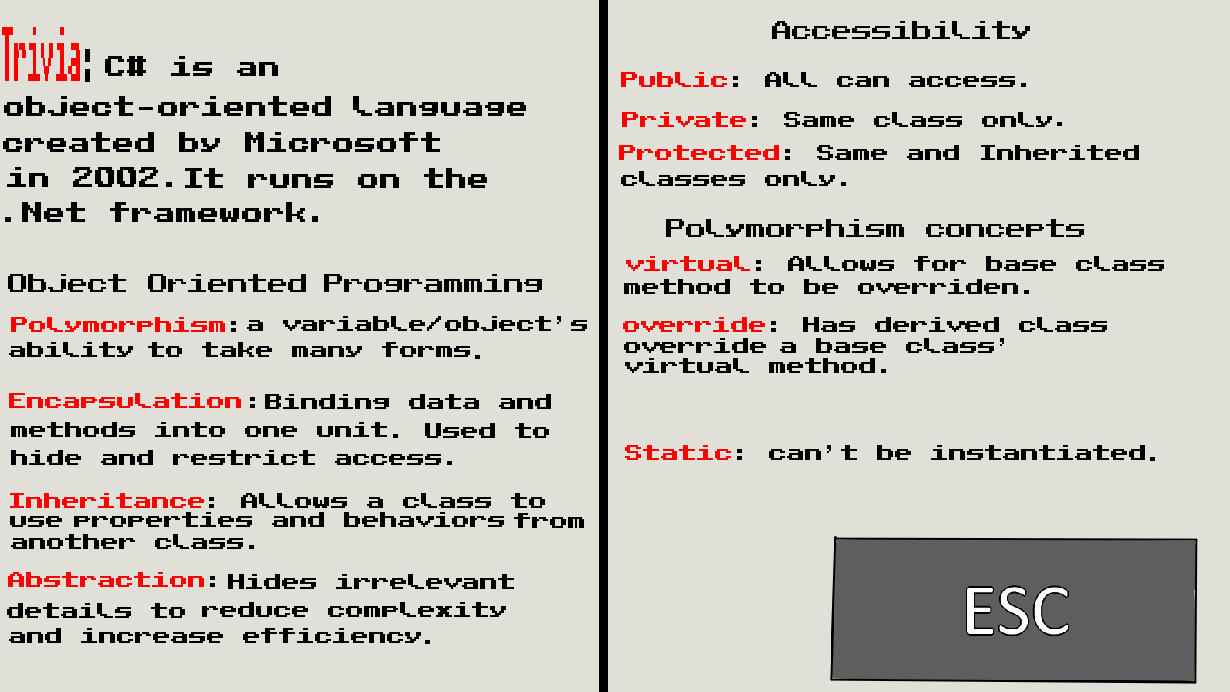 Trivia: C# is an
object-oriented language
created by Microsoft
in 2002.It runs on the
.Net framework.
Object Oriented Programming
Polymorphism: a variable/object's
ability to take many forms.
Encapsulation: Binding data and
methods into one unit. Used to
hide and restrict access.
Inheritance: Allows a class to
use properties and behaviors from
another class.
Abstraction: Hides irrelevant
details to reduce complexity
and increase efficiency.
Accessibility
Public: All can access.
Private: Same class only.
Protected: Same and Inherited
classes only.
Polymorphism concepts
virtual: Allows for base class
method to be overriden.
override: Has derived class
override a base class'
virtual method.
Static: can't be instantiated.
ESC